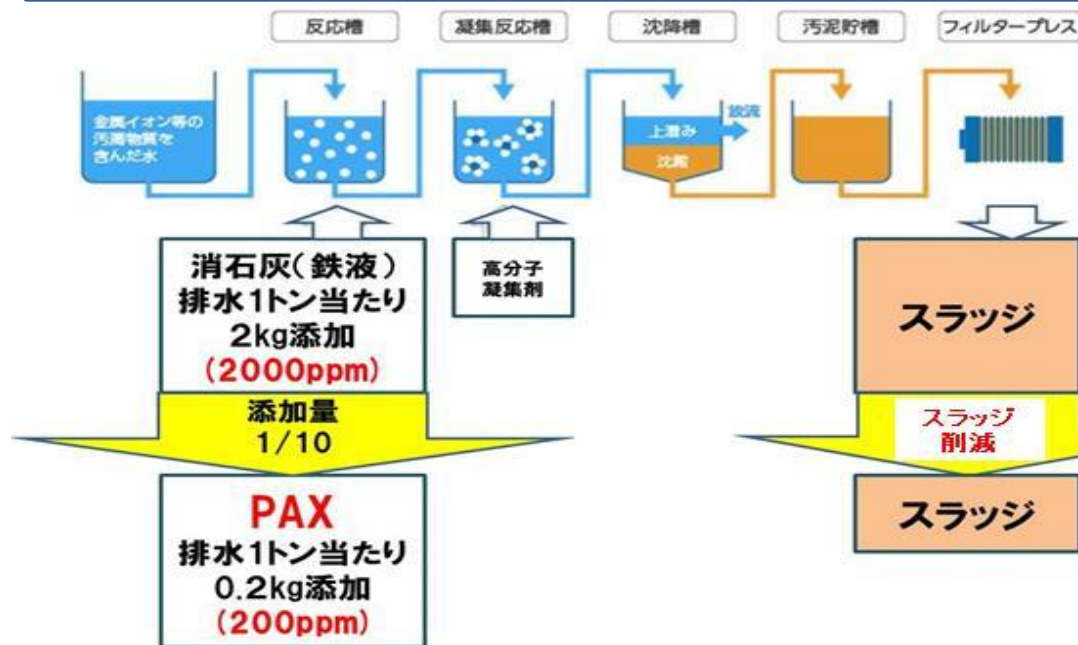 反応槽
凝集反応槽
沈降槽
汚泥貯槽
フィルタープレス
金属イオン等の
汚濁物質を
含んだ水
上澄み
放流
沈殿
消石灰(鉄液)
排水1トン当たり
2kg添加
(2000ppm)
高分子
凝集剤
スラッジ
添加量
1/10
スラッジ
削減
PAX
排水1トン当たり
0.2kg添加
(200ppm)
スラッジ